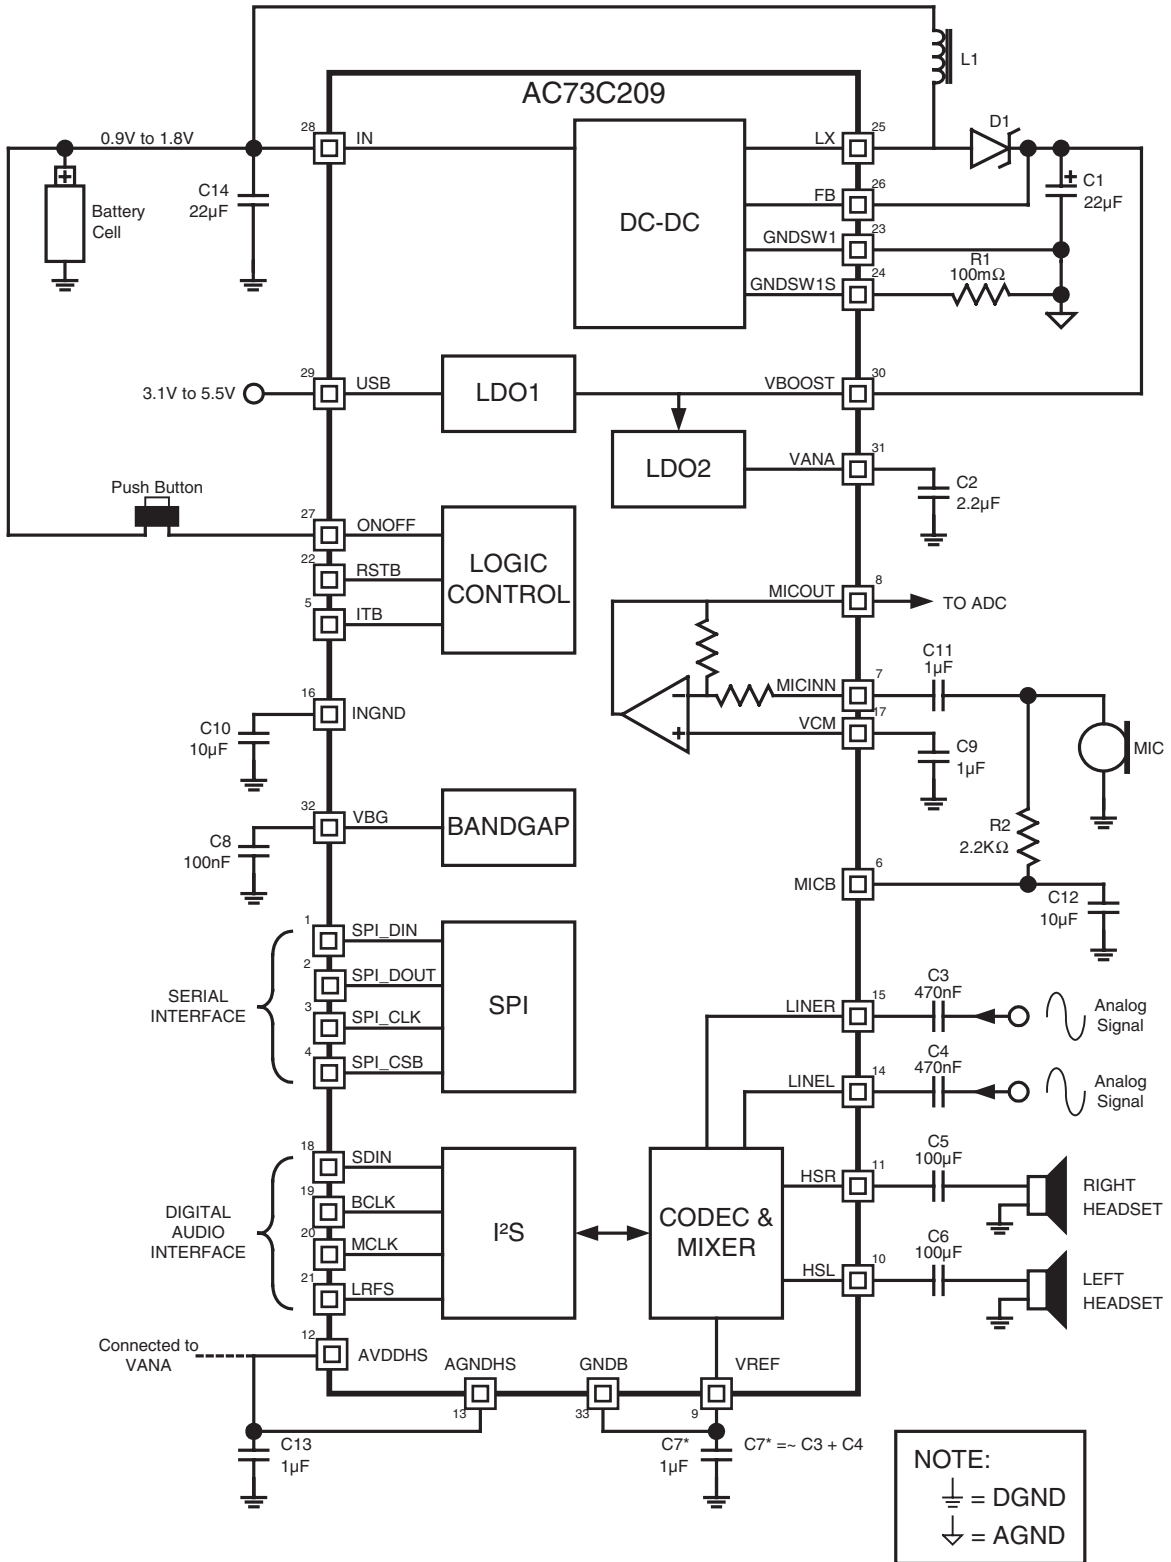 L1
AC73C209
0.9V to 1.8V
28
IN
LX
25
D1
C14
22µF
Battery
Cell
DC-DC
FB
26
C1
22µF
GNDSW1
23
R1
100mΩ
GNDSW1S
24
3.1V to 5.5V
29
USB
LDO1
VBOOST
30
LDO2
VANA
31
C2
2.2µF
Push Button
27
ONOFF
22
RSTB
5
ITB
LOGIC
CONTROL
MICOUT
8
TO ADC
C11
1µF
MICINN
7
VCM
17
C9
1µF
MIC
16
INGND
C10
10µF
32
VBG
BANDGAP
C8
100nF
R2
2.2KΩ
MICB
6
C12
10µF
1
SPI_DIN
2
SPI_DOUT
3
SPI_CLK
4
SPI_CSB
SERIAL
INTERFACE
SPI
C3
470nF
LINER
15
Analog
Signal
C4
470nF
LINEL
14
Analog
Signal
18
SDIN
19
BCLK
20
MCLK
21
LRFS
DIGITAL
AUDIO
INTERFACE
I²S
CODEC &
MIXER
C5
100µF
HSR
11
RIGHT
HEADSET
C6
100µF
HSL
10
LEFT
HEADSET
Connected to
VANA
12
AVDDHS
AGNDHS
13
GNDB
33
VREF
9
C13
1µF
C7*
1µF
C7* =~ C3 + C4
NOTE:
= DGND
= AGND